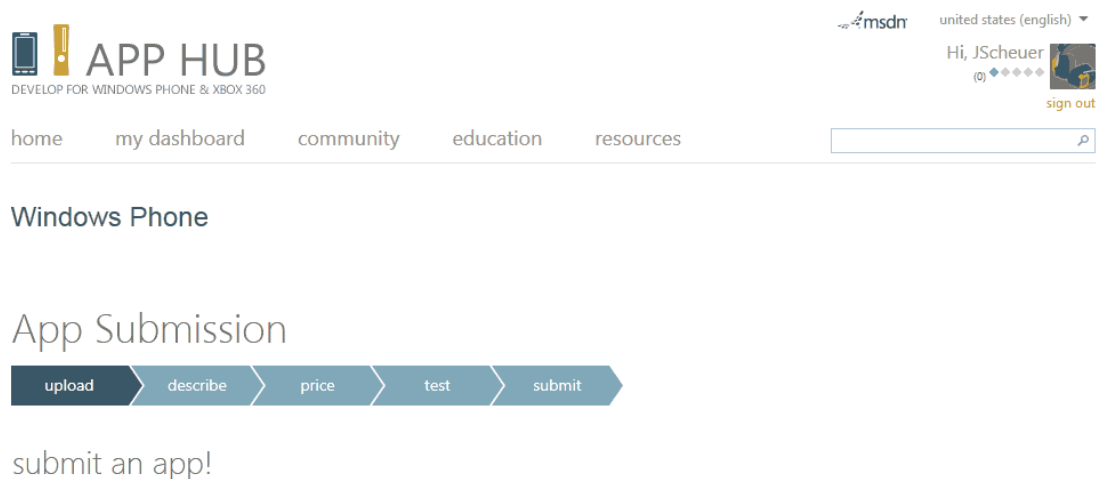 msdn
united states (english)
APP HUB
DEVELOP FOR WINDOWS PHONE & XBOX 360
Hi, JScheuer
(0)
sign out
home my dashboard community education resources
Windows Phone
App Submission
upload describe price test submit
submit an app!